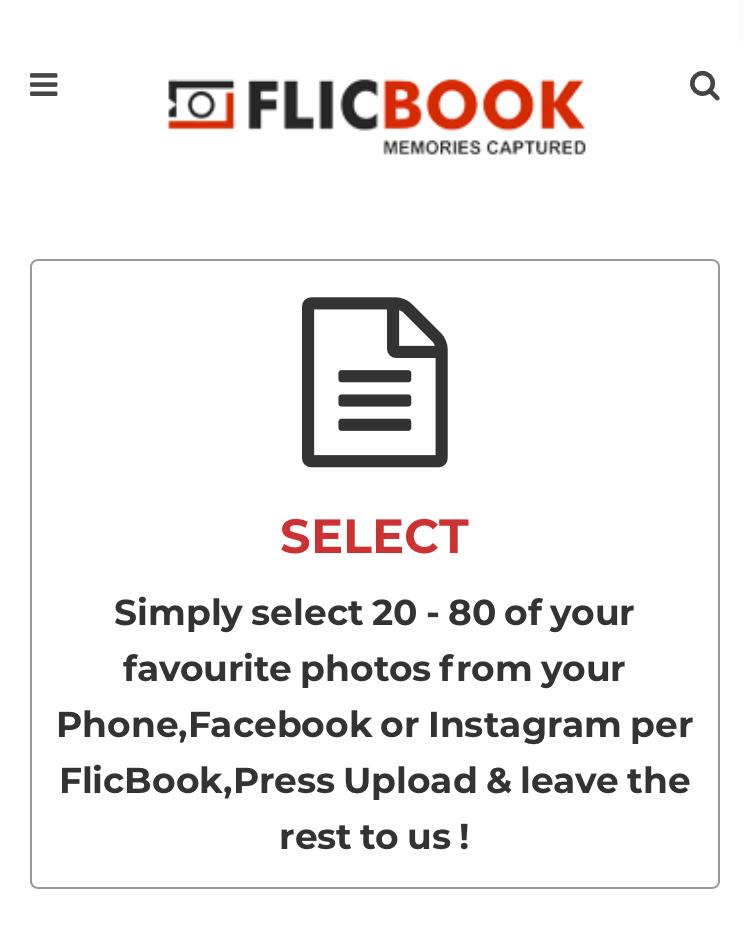 FLICBOOK
MEMORIES CAPTURED
SELECT
Simply select 20 - 80 of your
favourite photos from your
Phone,Facebook or Instagram per
FlicBook,Press Upload & leave the
rest to us !